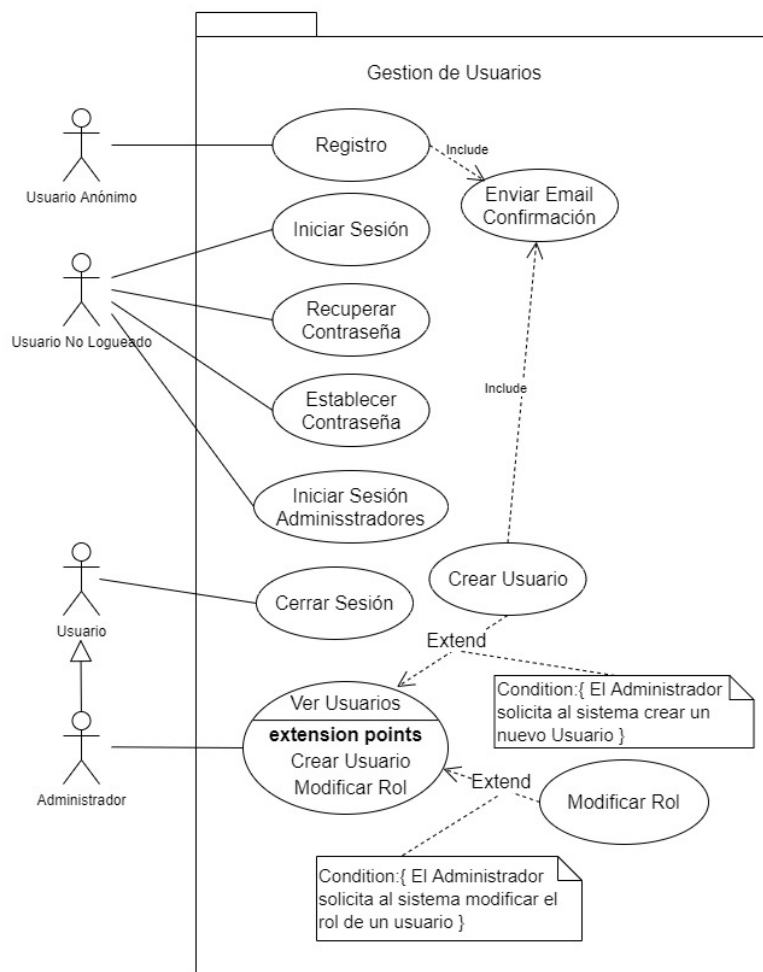 Gestion de Usuarios
Registro
Include
Usuario Anónimo
Enviar Email
Confirmación
Iniciar Sesión
Usuario No Logueado
Recuperar
Contraseña
Include
Establecer
Contraseña
Iniciar Sesión
Adminisstradores
Crear Usuario
Cerrar Sesión
Usuario
Extend
Condition:{ El Administrador
solicita al sistema crear un
nuevo Usuario }
Ver Usuarios
extension points
Crear Usuario
Modificar Rol
Administrador
Extend
Modificar Rol
Condition:{ El Administrador
solicita al sistema modificar el
rol de un usuario }